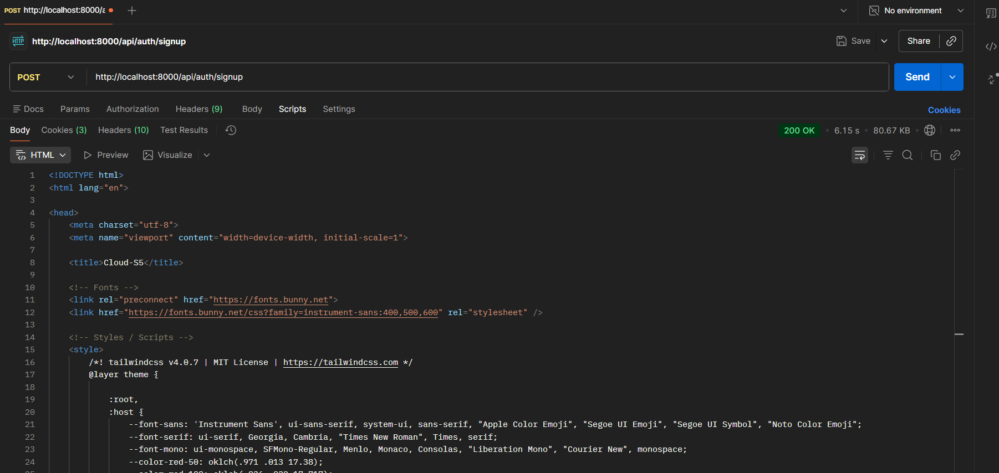 POST http://localhost:8000/a
No environment
HTTP http://localhost:8000/api/auth/signup
Save
Share
POST http://localhost:8000/api/auth/signup
Send
Docs Params Authorization Headers (9) Body Scripts Settings
Cookies
Body Cookies (3) Headers (10) Test Results
200 OK • 6.15 s • 80.67 KB •
HTML Preview Visualize
1 <!DOCTYPE html>
2 <html lang="en">
3
4 <head>
5 <meta charset="utf-8">
6 <meta name="viewport" content="width=device-width, initial-scale=1">
7
8 <title>Cloud-S5</title>
9
10 <!-- Fonts -->
11 <link rel="preconnect" href="https://fonts.bunny.net">
12 <link href="https://fonts.bunny.net/css?family=instrument-sans:400,500,600" rel="stylesheet" />
13
14 <!-- Styles / Scripts -->
15 <style>
16 /*! tailwindcss v4.0.7 | MIT License | https://tailwindcss.com */
17 @layer theme {
18
19 :root,
20 :host {
21 --font-sans: 'Instrument Sans', ui-sans-serif, system-ui, sans-serif, "Apple Color Emoji", "Segoe UI Emoji", "Segoe UI Symbol", "Noto Color Emoji";
22 --font-serif: ui-serif, Georgia, Cambria, "Times New Roman", Times, serif;
23 --font-mono: ui-monospace, SFMono-Regular, Menlo, Monaco, Consolas, "Liberation Mono", "Courier New", monospace;
24 --color-red-50: oklch(.971 .013 17.38);